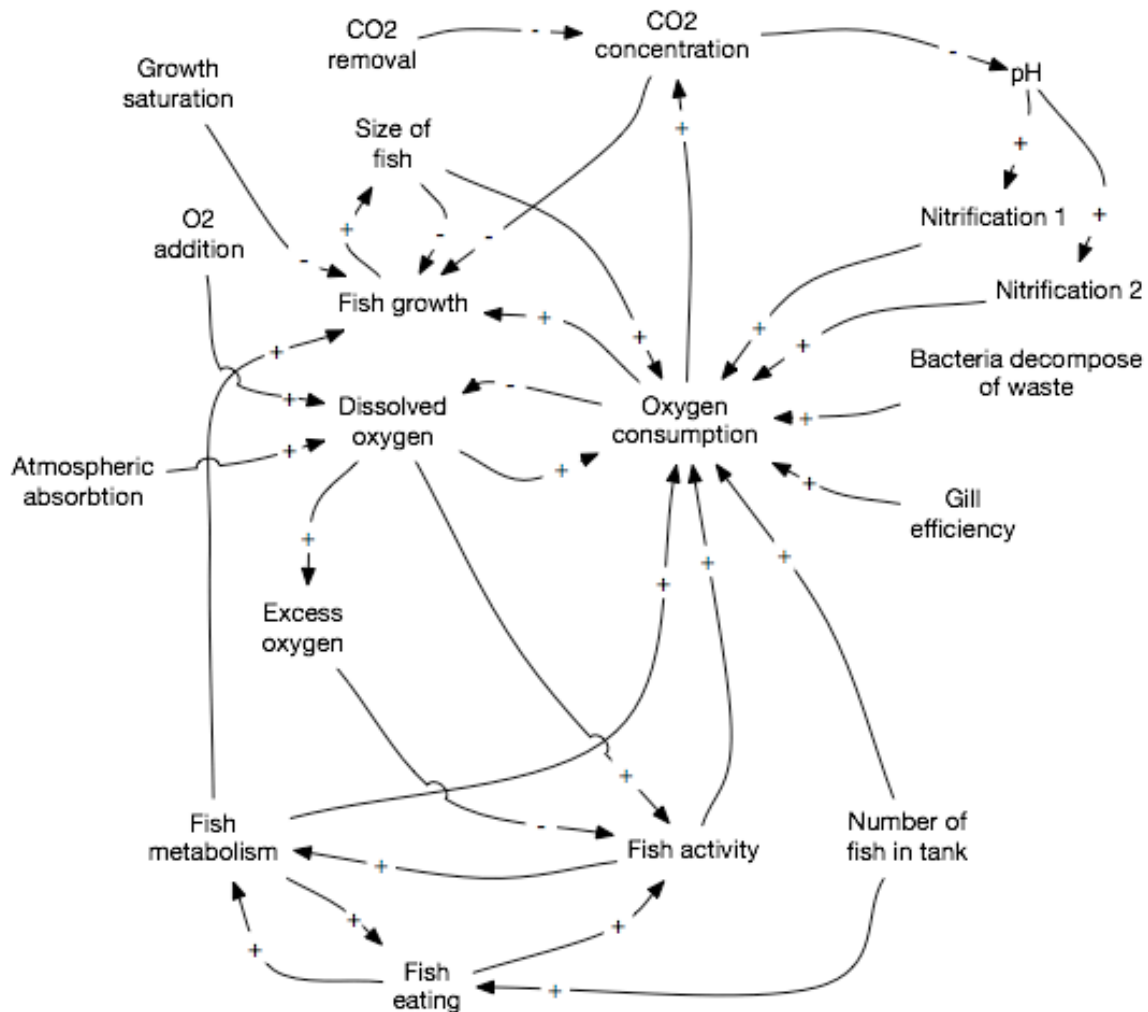 CO2
removal
CO2
concentration
-
-
pH
Growth
saturation
Size of
fish
+
+
O2
addition
Nitrification 1
+
-
-
+
-
Fish growth
Nitrification 2
+
+
+
+
+
Bacteria decompose
of waste
-
+
Dissolved
oxygen
Oxygen
consumption
+
Atmospheric
absorbtion
+
+
+
Gill
efficiency
+
+
+
+
Excess
oxygen
+
Fish
metabolism
-
Fish activity
Number of
fish in tank
+
+
+
+
Fish
eating
+